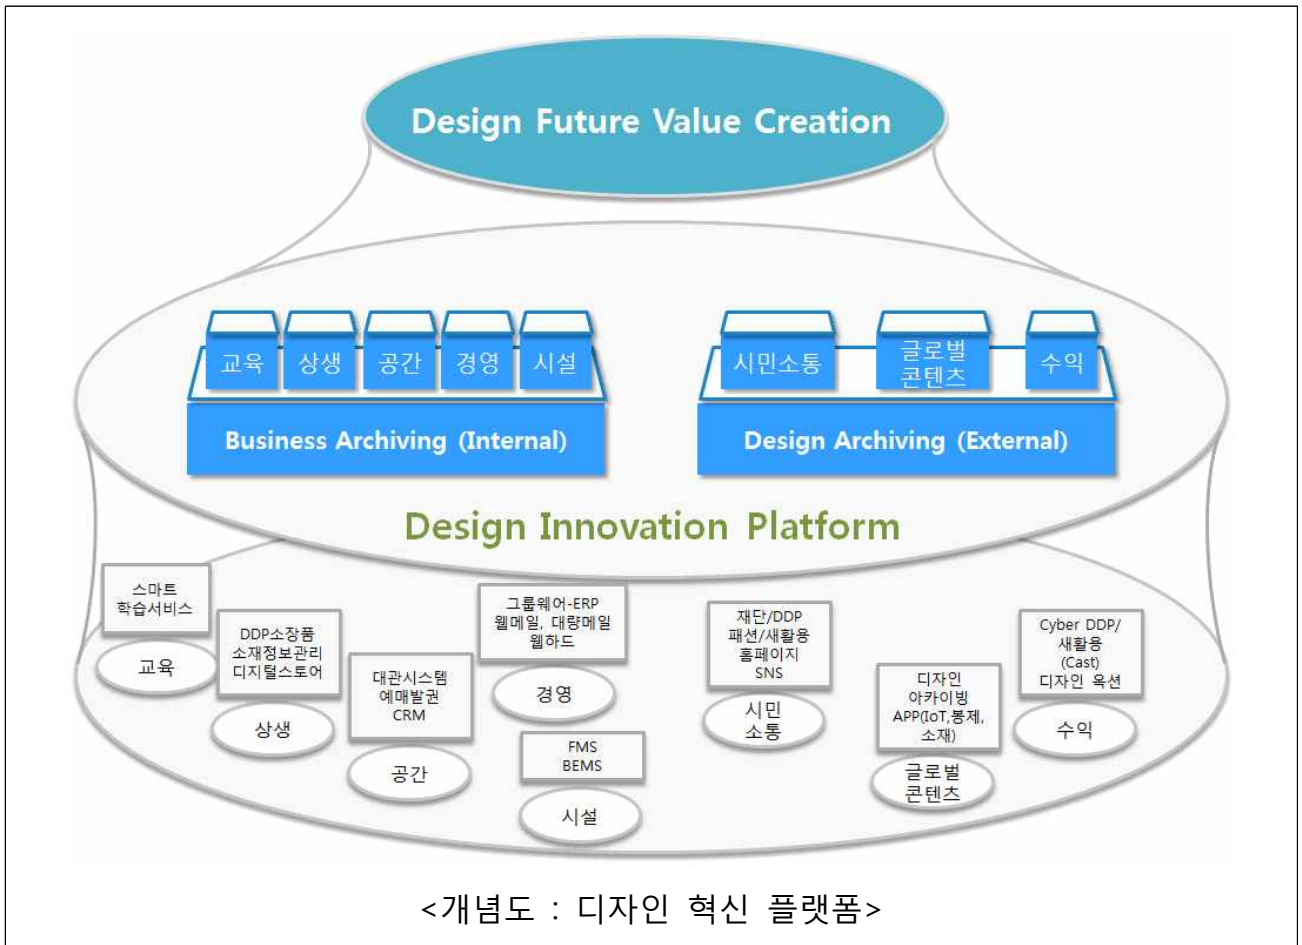 Design Future Value Creation
교육
상생
공간
경영
시설
Business Archiving (Internal)
시민소통
글로벌
콘텐츠
수익
Design Archiving (External)
Design Innovation Platform
스마트
학습서비스
교육
DDP소장품
소재정보관리
디지털스토어
상생
대관시스템
예매발권
CRM
공간
그룹웨어-ERP
웹메일, 대량메일
웹하드
경영
FMS
BEMS
시설
재단/DDP
패션/새활용
홈페이지
SNS
시민
소통
디자인
아카이빙
APP(IoT,봉제,
소재)
글로벌
콘텐츠
Cyber DDP/
새활용
(Cast)
디자인 옥션
수익
<개념도 : 디자인 혁신 플랫폼>